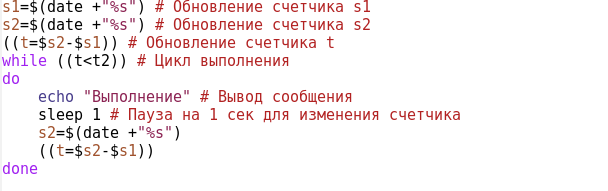 s1=$(date +"%s") # Обновление счетчика s1
s2=$(date +"%s") # Обновление счетчика s2
((t=$s2-$s1)) # Обновление счетчика t
while ((t<t2)) # Цикл выполнения
do
    echo "Выполнение" # Вывод сообщения
    sleep 1 # Пауза на 1 сек для изменения счетчика
    s2=$(date +"%s")
    ((t=$s2-$s1))
done